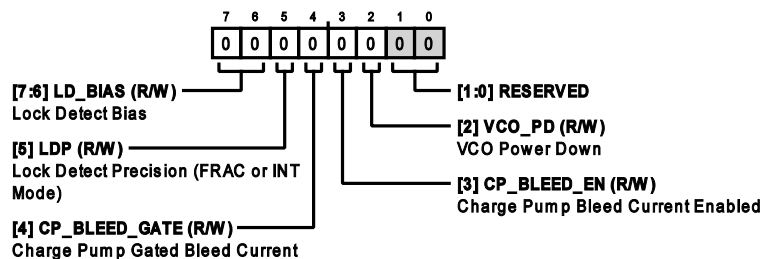 7 6 5 4 3 2 1 0
0 0 0 0 0 0 0 0
[7:6] LD_BIAS (R/W)
Lock Detect Bias
[5] LDP (R/W)
Lock Detect Precision (FRAC or INT
Mode)
[4] CP_BLEED_GATE (R/W)
Charge Pump Gated Bleed Current
[1:0] RESERVED
[2] VCO_PD (R/W)
VCO Power Down
[3] CP_BLEED_EN (R/W)
Charge Pump Bleed Current Enabled